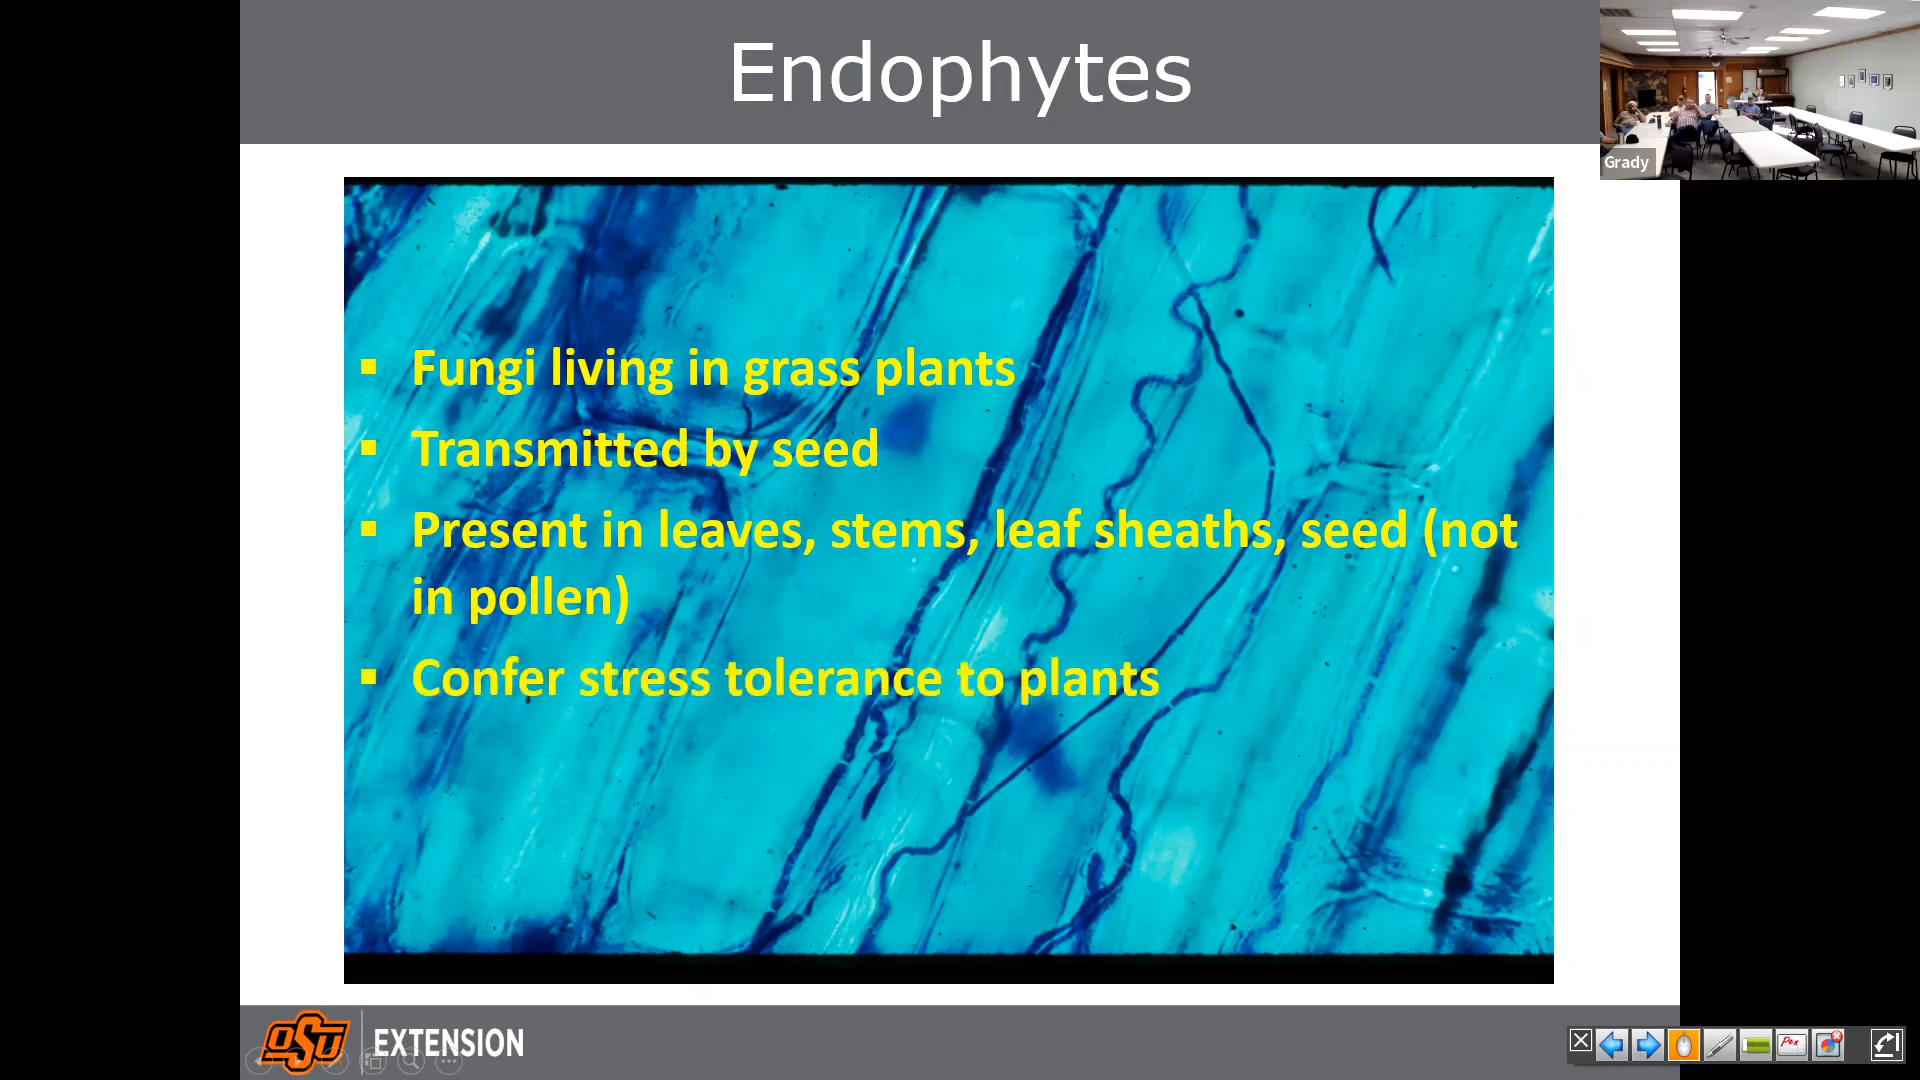 Endophytes
Grady
▪ Fungi living in grass plants
▪ Transmitted by seed
▪ Present in leaves, stems, leaf sheaths, seed (not
in pollen)
▪ Confer stress tolerance to plants
OSU EXTENSION
Pen